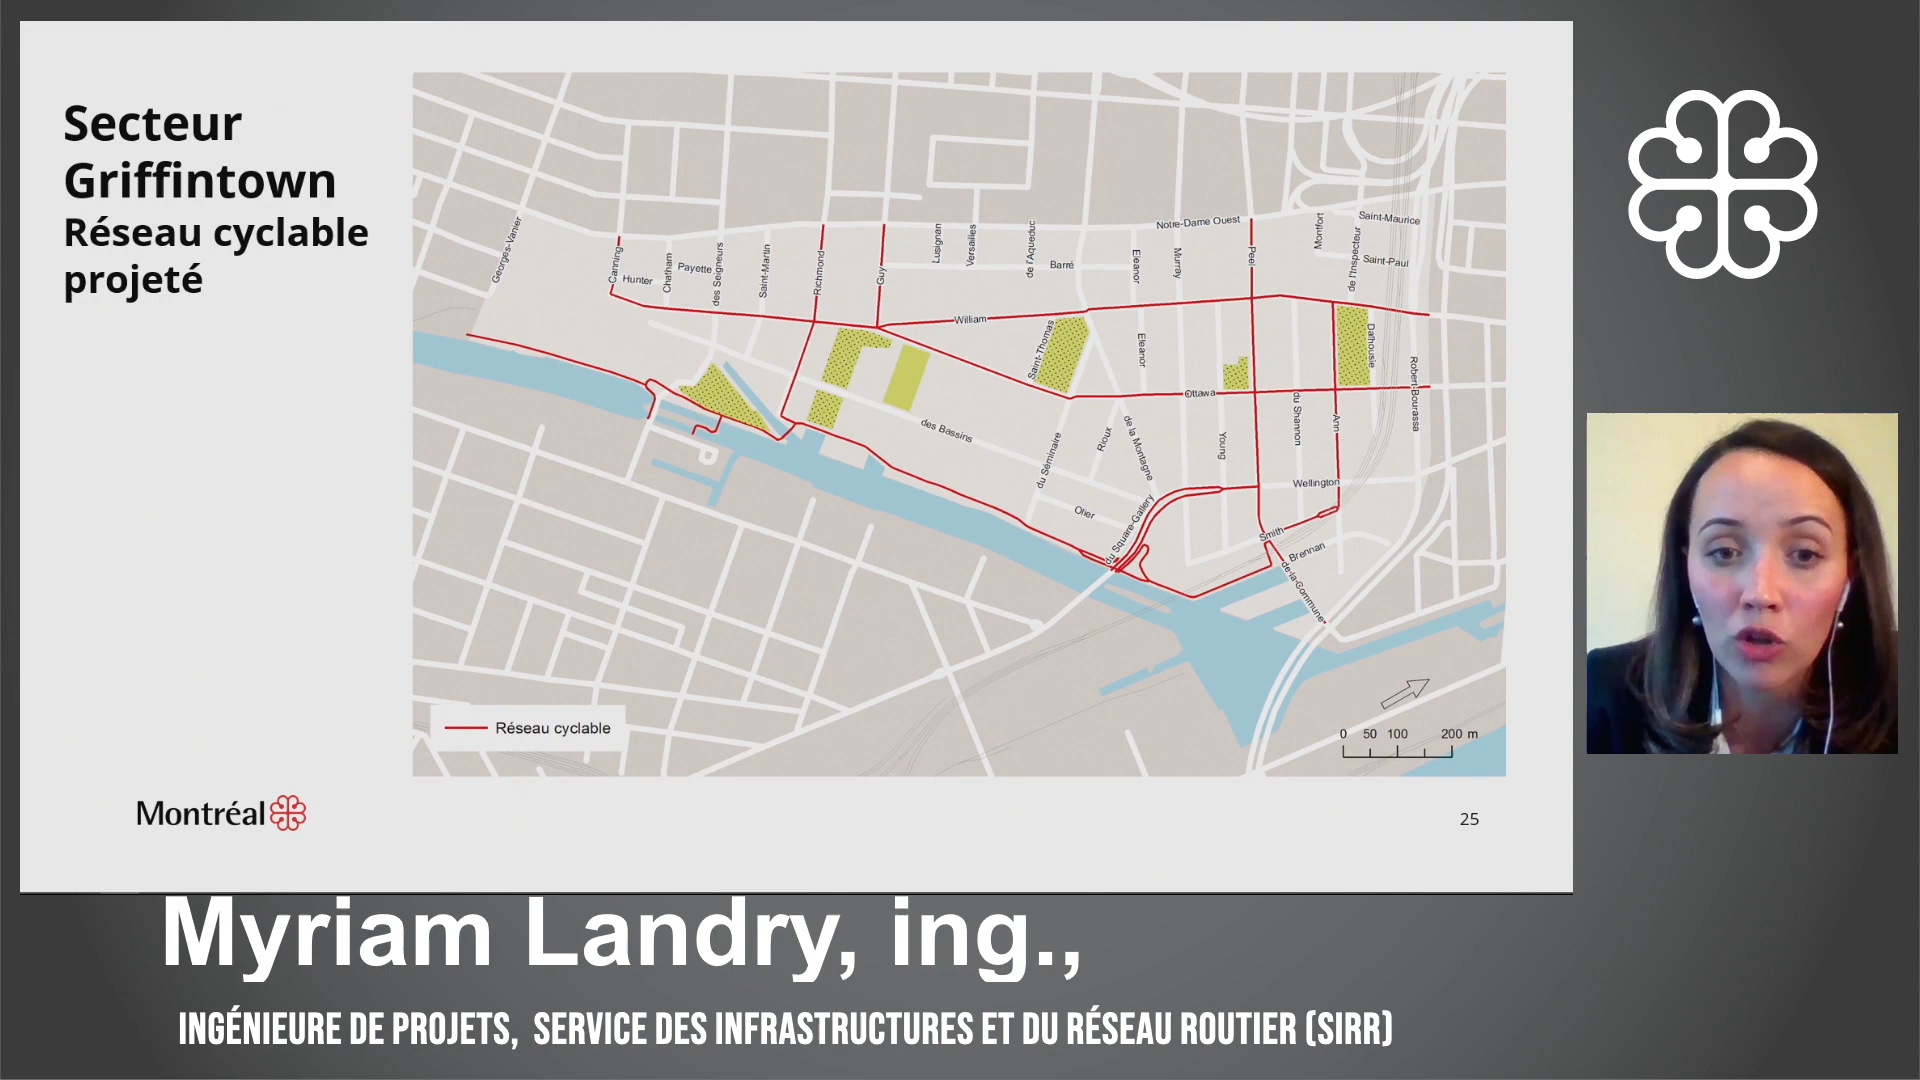 Secteur
Griffintown
Réseau cyclable
projeté
Georges-Vanier
Canning
Hunter
Chatham
Payette
des Seigneurs
Saint-Martin
Richmond
Guy
Lusignan
Versailles
de l'Aqueduc
Barré
Eleanor
Murray
Notre-Dame Ouest
Peel
Montfort
de l'Inspecteur
Saint-Maurice
Saint-Paul
William
Saint-Thomas
Eleanor
Dalhousie
Robert-Bourassa
Ottawa
des Bassins
du Séminaire
Rioux
de la Montagne
Young
du Shannon
Ann
Wellington
Olier
du Square-Gallery
Smith
Brennan
de-la-Commune
Réseau cyclable
0 50 100 200 m
Montréal
25
Myriam Landry, ing.,
INGÉNIEURE DE PROJETS, SERVICE DES INFRASTRUCTURES ET DU RÉSEAU ROUTIER (SIRR)